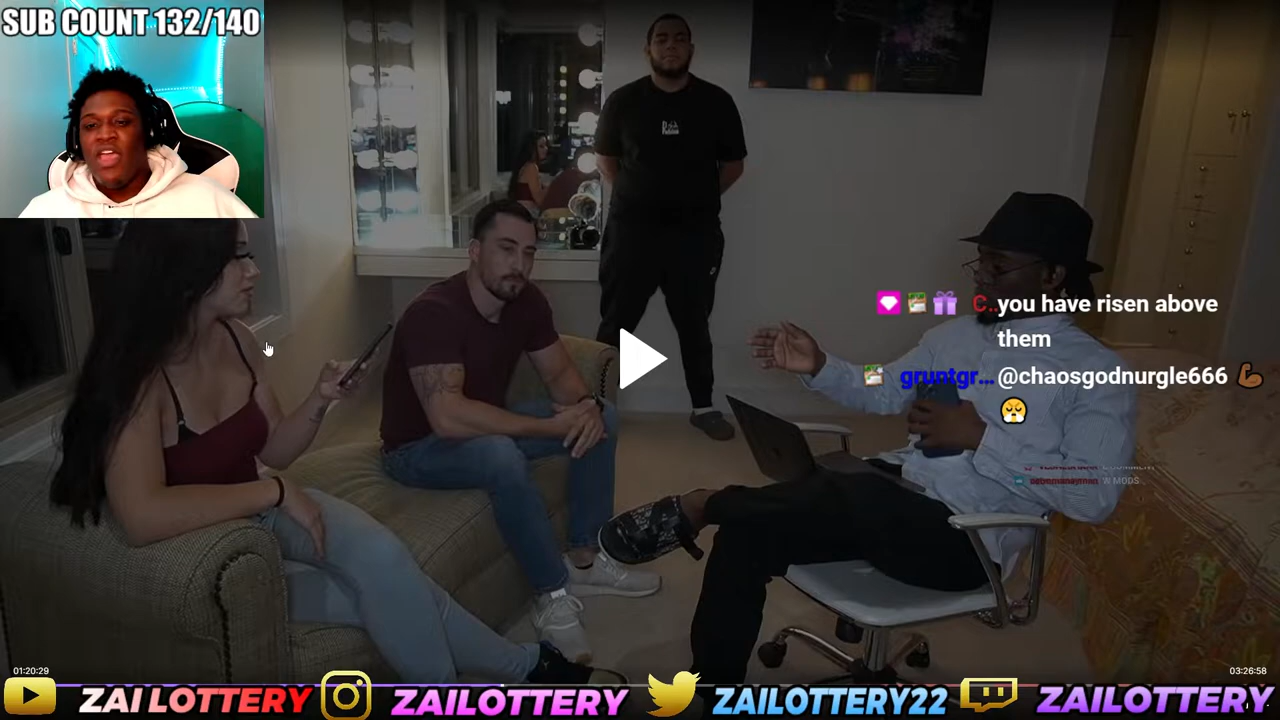 SUB COUNT 132/140
C..you have risen above
them
gruntgr... @chaosgodnurgle666
W MODS
01:20:29
03:26:58
ZAI LOTTERY
ZAILOTTERY
ZAILOTTERY22
ZAILOTTERY